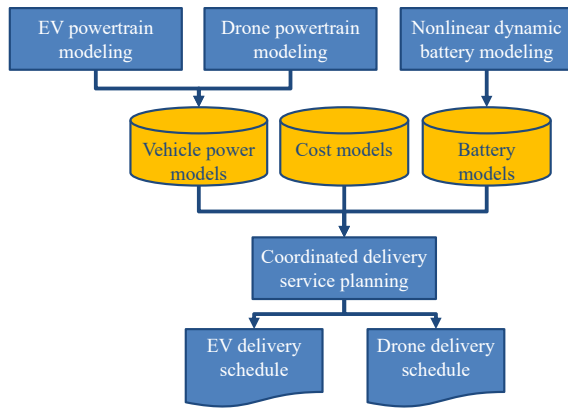 EV powertrain
modeling
Drone powertrain
modeling
Nonlinear dynamic
battery modeling
Vehicle power
models
Cost models
Battery
models
Coordinated delivery
service planning
EV delivery
schedule
Drone delivery
schedule